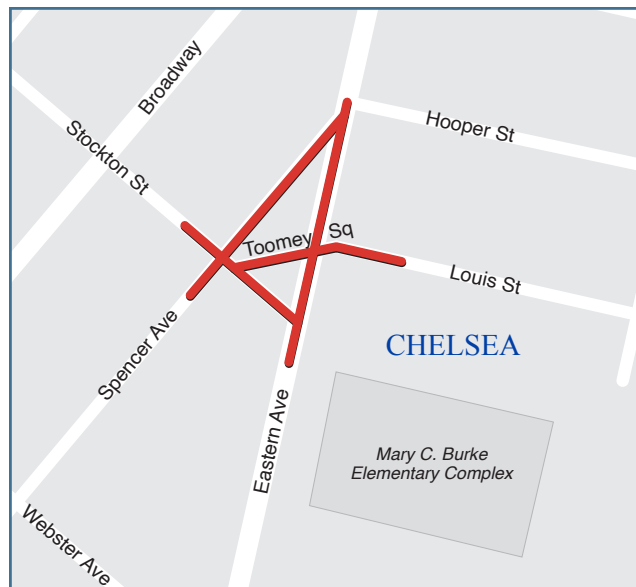 Broadway
Hooper St
Stockton St
Toomey Sq
Louis St
Spencer Ave
CHELSEA
Eastern Ave
Mary C. Burke
Elementary Complex
Webster Ave